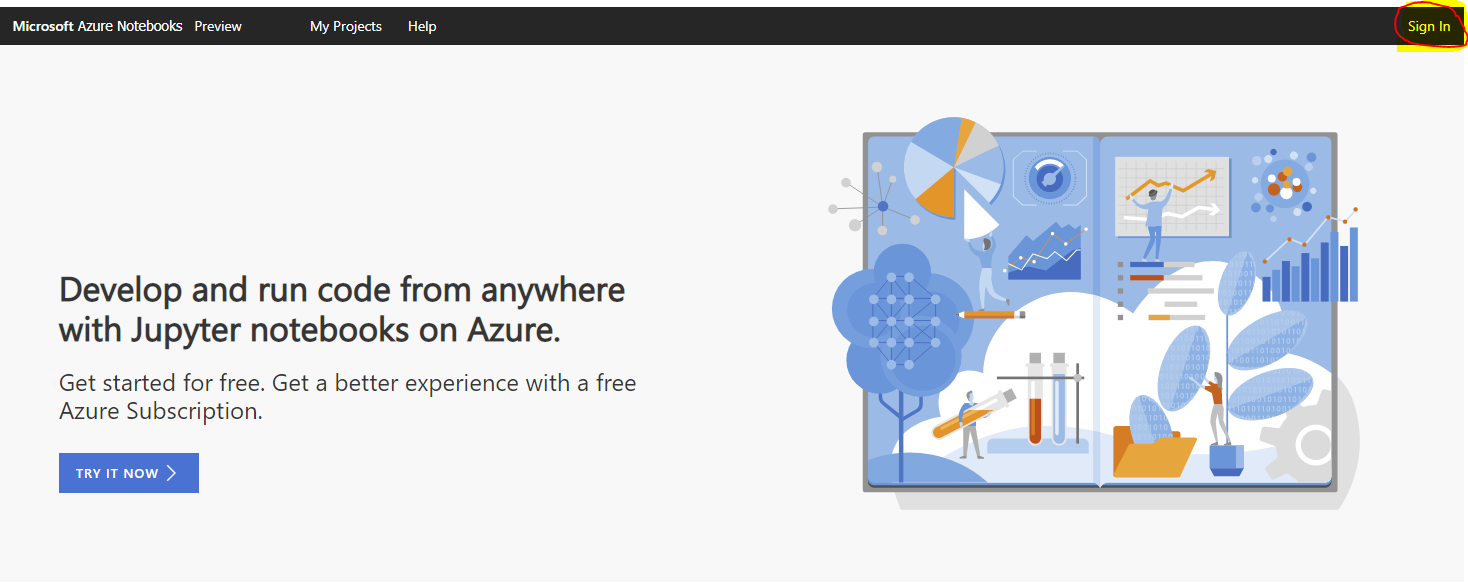 Microsoft Azure Notebooks Preview My Projects Help Sign In
Develop and run code from anywhere
with Jupyter notebooks on Azure.
Get started for free. Get a better experience with a free
Azure Subscription.
TRY IT NOW